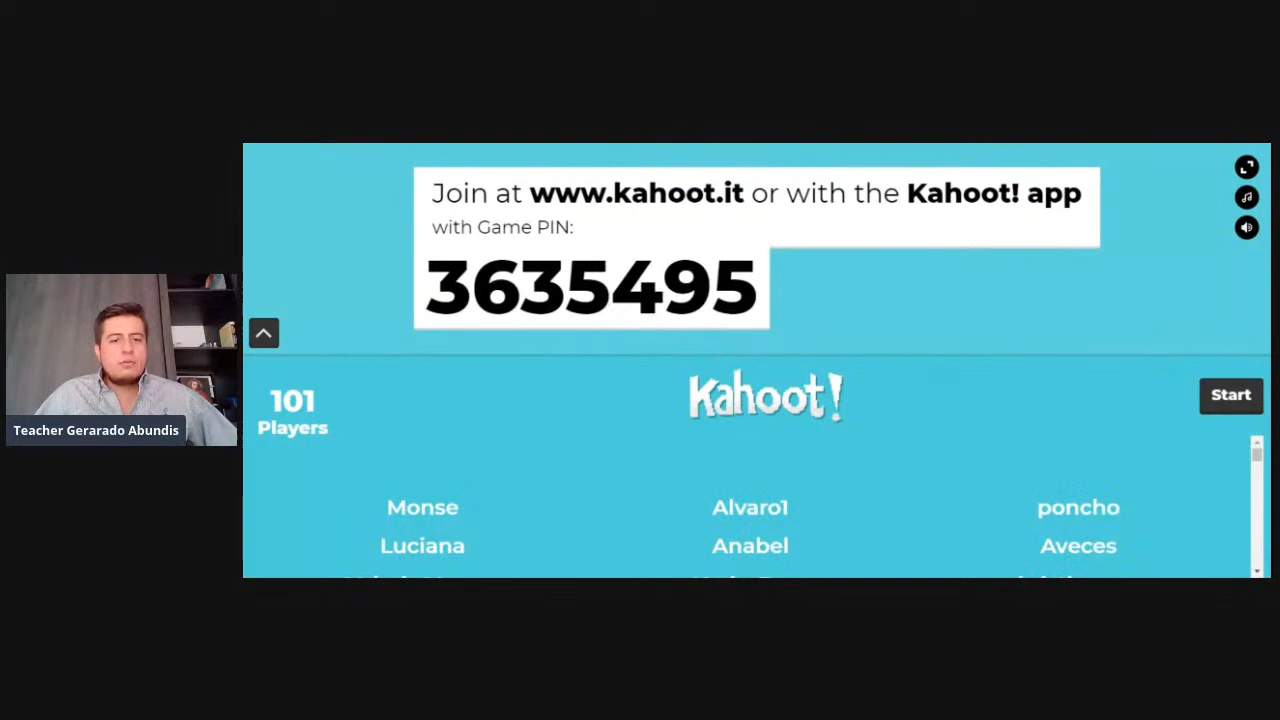 Join at www.kahoot.it or with the Kahoot! app
with Game PIN:
3635495
101
Players
Kahoot!
Start
Teacher Gerarado Abundis
Monse Alvaro1 poncho
Luciana Anabel Aveces